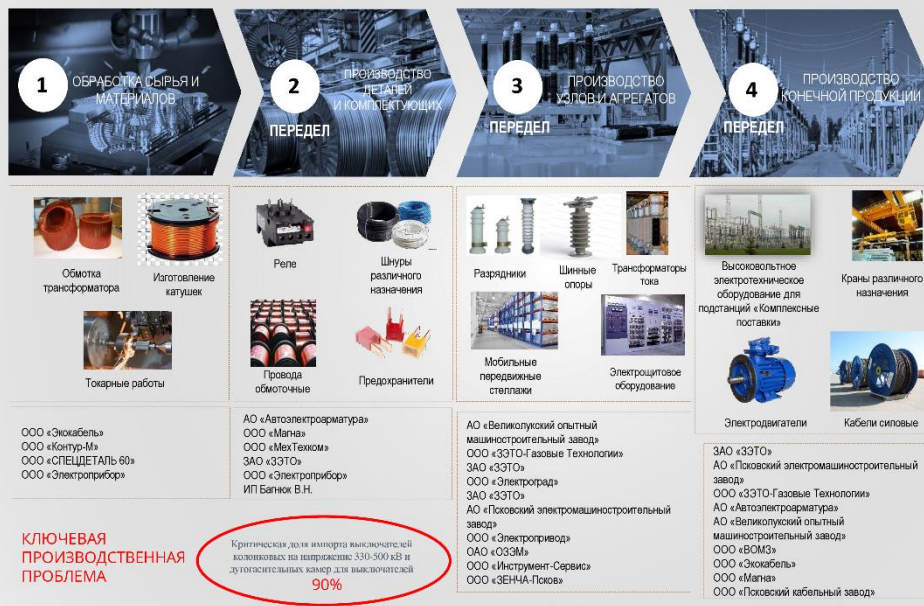 1
ОБРАБОТКА СЫРЬЯ И
МАТЕРИАЛОВ
2
ПЕРЕДЕЛ
ПРОИЗВОДСТВО
ДЕТАЛЕЙ
И КОМПЛЕКТУЮЩИХ
3
ПЕРЕДЕЛ
ПРОИЗВОДСТВО
УЗЛОВ И АГРЕГАТОВ
4
ПЕРЕДЕЛ
ПРОИЗВОДСТВО
КОНЕЧНОЙ ПРОДУКЦИИ
Обмотка
трансформатора
Изготовление
катушек
Токарные работы
Реле
Шнуры
различного
назначения
Провода
обмоточные
Предохранители
Разрядники
Шинные
опоры
Трансформаторы
тока
Мобильные
передвижные
стеллажи
Электрощитовое
оборудование
Высоковольтное
электротехническое
оборудование для
подстанций «Комплексные
поставки»
Краны различного
назначения
Электродвигатели
Кабели силовые
ООО «Экокабель»
ООО «Контур-М»
ООО «СПЕЦДЕТАЛЬ 60»
ООО «Электроприбор»
АО «Автоэлектроарматура»
ООО «Магна»
ООО «МехТехком»
ЗАО «ЗЭТО»
ООО «Электроприбор»
ИП Багнюк В.Н.
АО «Великолукский опытный
машиностроительный завод»
ООО «ЗЭТО-Газовые Технологии»
ЗАО «ЗЭТО»
ООО «Электроград»
ЗАО «ЗЭТО»
АО «Псковский электромашиностроительный
завод»
ООО «Электропривод»
ОАО «ОЗЭМ»
ООО «Инструмент-Сервис»
ООО «ЗЕНЧА-Псков»
ЗАО «ЗЭТО»
АО «Псковский электромашиностроительный
завод»
ООО «ЗЭТО-Газовые Технологии»
АО «Автоэлектроарматура»
АО «Великолукский опытный
машиностроительный завод»
ООО «ВОМЗ»
ООО «Экокабель»
ООО «Магна»
ООО «Псковский кабельный завод»
КЛЮЧЕВАЯ
ПРОИЗВОДСТВЕННАЯ
ПРОБЛЕМА
Критическая доля импорта выключателей
колонковых на напряжение 330-500 кВ и
дугогасительных камер для выключателей
90%